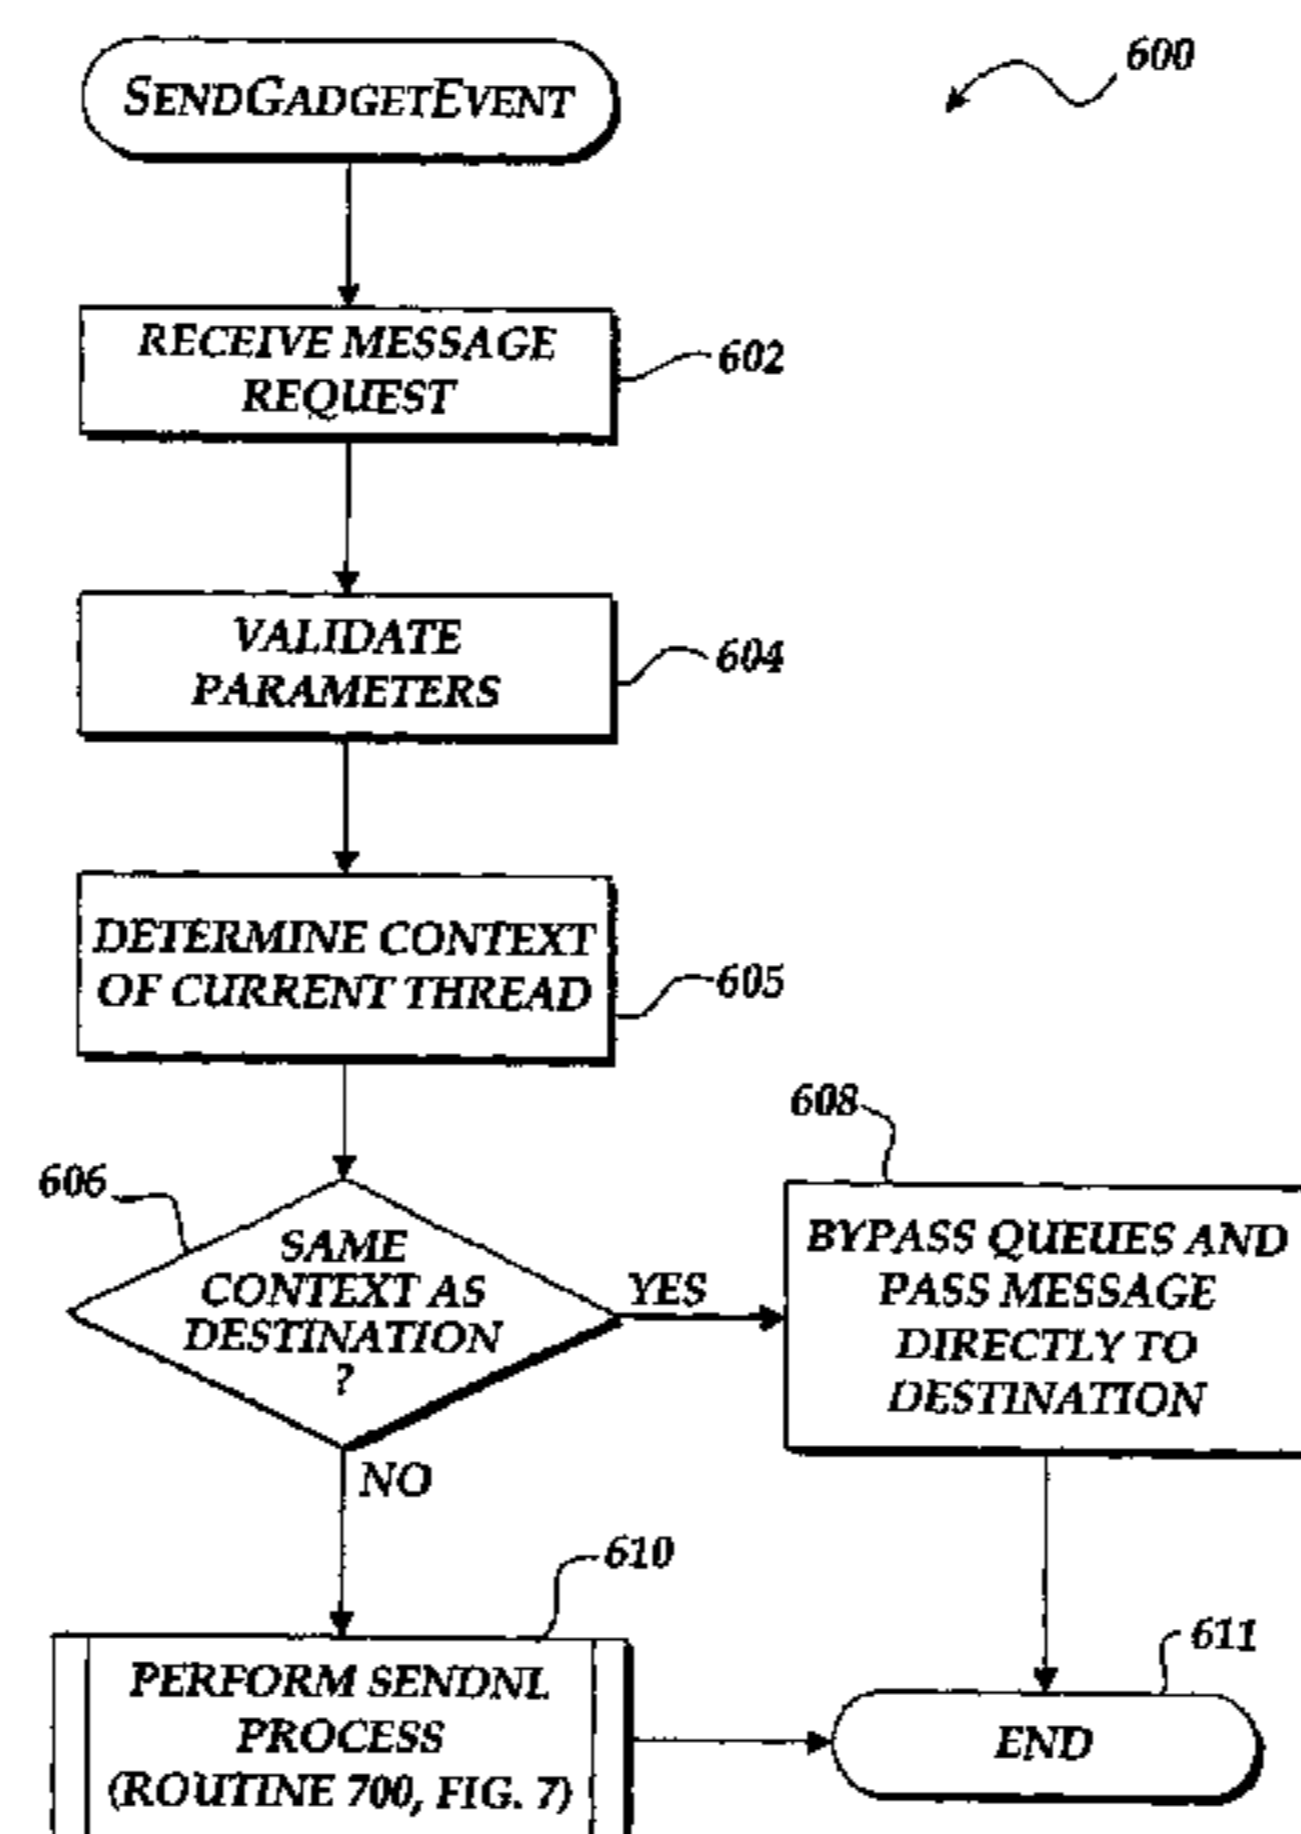 SENDGADGETEVENT
600
RECEIVE MESSAGE
REQUEST
602
VALIDATE
PARAMETERS
604
DETERMINE CONTEXT
OF CURRENT THREAD
605
606
SAME
CONTEXT AS
DESTINATION
?
YES
NO
608
BYPASS QUEUES AND
PASS MESSAGE
DIRECTLY TO
DESTINATION
610
PERFORM SENDNL
PROCESS
(ROUTINE 700, FIG. 7)
611
END